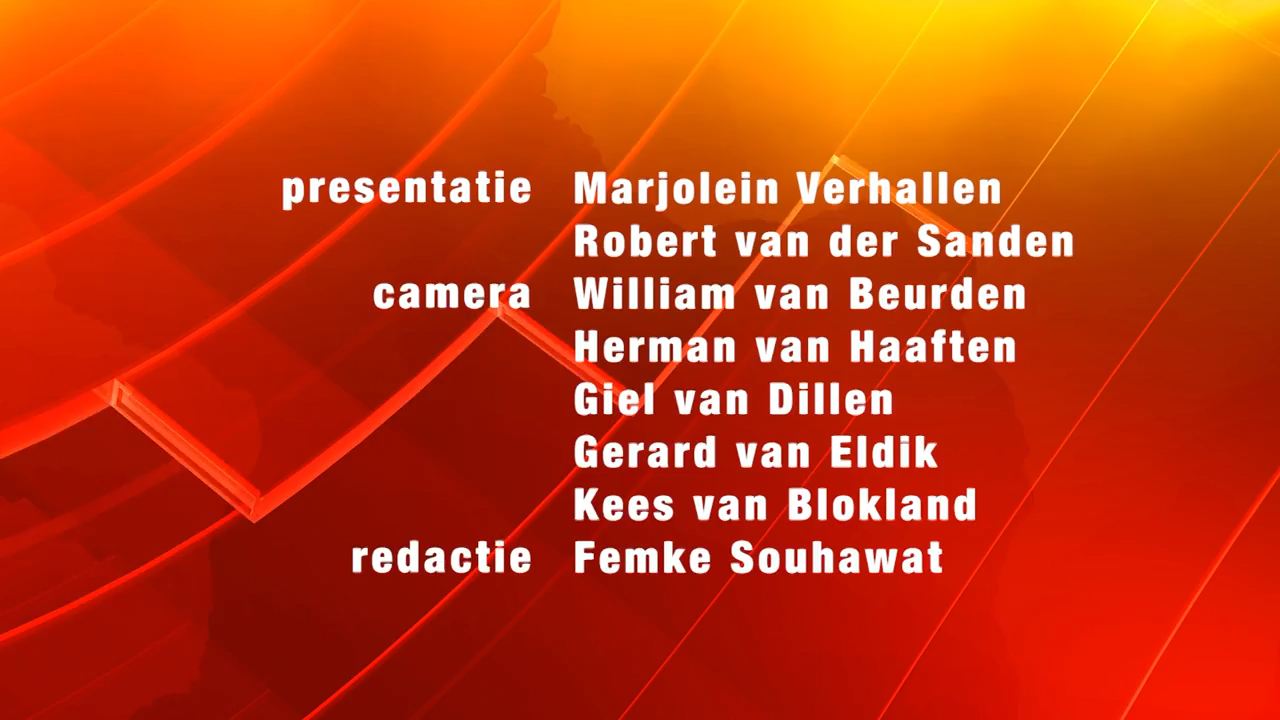 presentatie Marjolein Verhallen
Robert van der Sanden
camera William van Beurden
Herman van Haaften
Giel van Dillen
Gerard van Eldik
Kees van Blokland
redactie Femke Souhawat